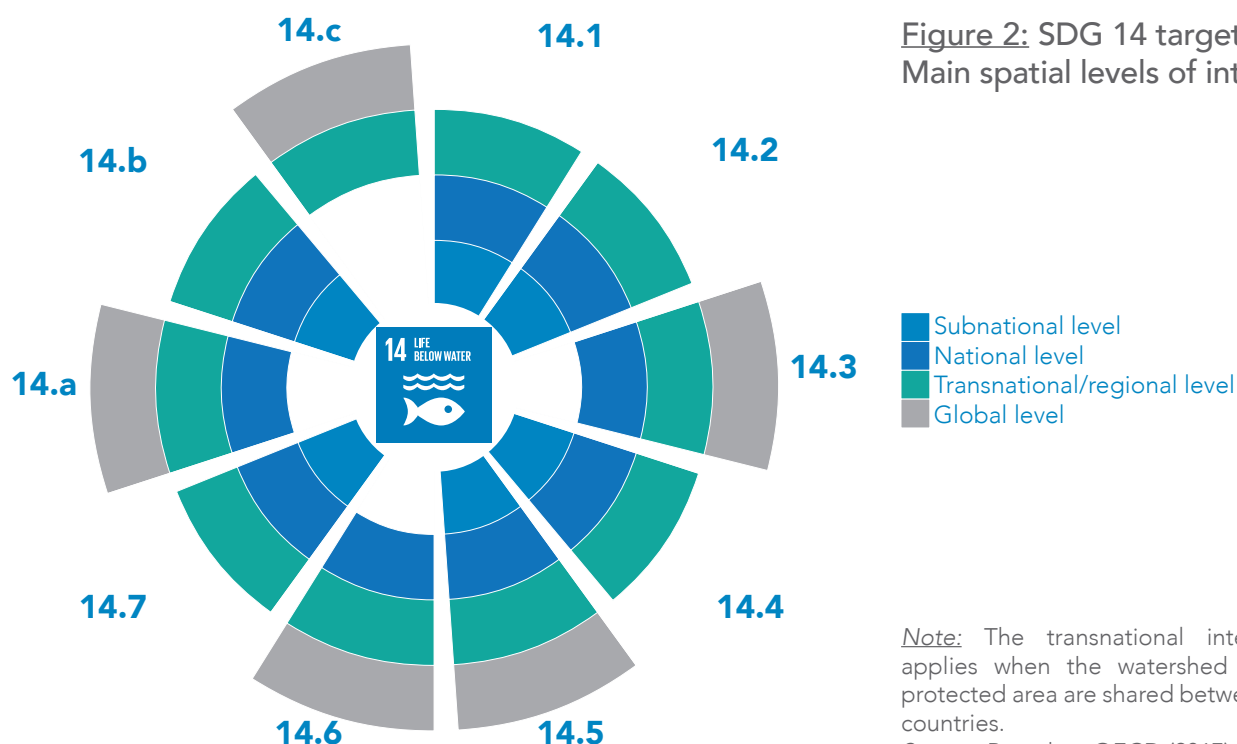 14.c
14.1
Figure 2: SDG 14 target
Main spatial levels of int
14.2
14.b
14.3
14.a
14 LIFE
BELOW WATER
Subnational level
National level
Transnational/regional level
Global level
14.7
14.4
14.6
14.5
Note: The transnational inte
applies when the watershed
protected area are shared betwe
countries.